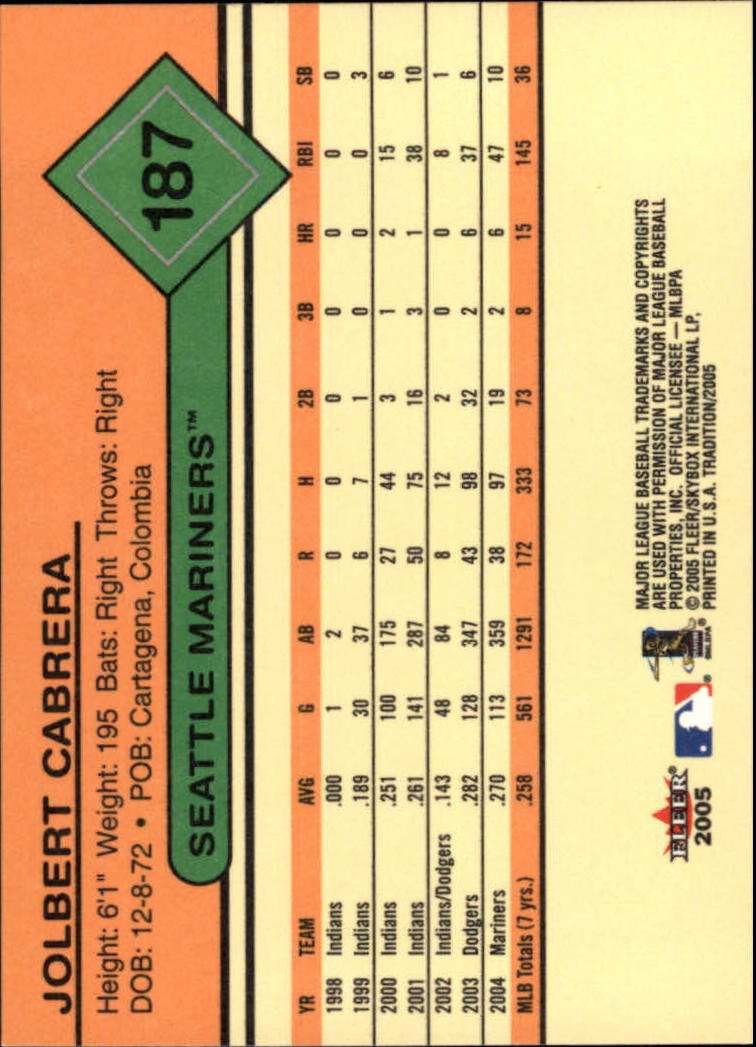 187
JOLBERT CABRERA
Height: 6'1" Weight: 195 Bats: Right Throws: Right
DOB: 12-8-72 • POB: Cartagena, Colombia
SEATTLE MARINERS™
YR TEAM AVG G AB R H 2B 3B HR RBI SB
1998 Indians .000 1 2 0 0 0 0 0 0 0
1999 Indians .189 30 37 6 7 1 0 0 0 3
2000 Indians .251 100 175 27 44 3 1 2 15 6
2001 Indians .261 141 287 50 75 16 3 1 38 10
2002 Indians/Dodgers .143 48 84 8 12 2 0 0 8 1
2003 Dodgers .282 128 347 43 98 32 2 6 37 6
2004 Mariners .270 113 359 38 97 19 2 6 47 10
MLB Totals (7 yrs.) .258 561 1291 172 333 73 8 15 145 36
FLEER®
2005
®
©MLBPA
MAJOR LEAGUE BASEBALL TRADEMARKS AND COPYRIGHTS
ARE USED WITH PERMISSION OF MAJOR LEAGUE BASEBALL
PROPERTIES, INC. OFFICIAL LICENSEE — MLBPA
© 2005 FLEER/SKYBOX INTERNATIONAL LP,
PRINTED IN U.S.A. TRADITION/2005